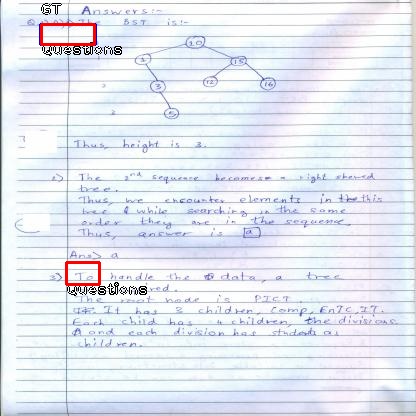 GT
Answers:-
The BST is:-
Questions
10
1 15
3 12 16
5
Thus, height is 3.
2) The 2nd sequence becomes a right skewed
tree.
Thus, we encounter elements in this
tree & while searching in the same
order they are in the sequence.
Thus, answer is a
Ans> a
3) To handle the data, a tree
Questions
The root node is PICT.
It has 3 children, Comp, EnTC, IT.
Each child has 4 children, the divisions
and each division has students as
children.